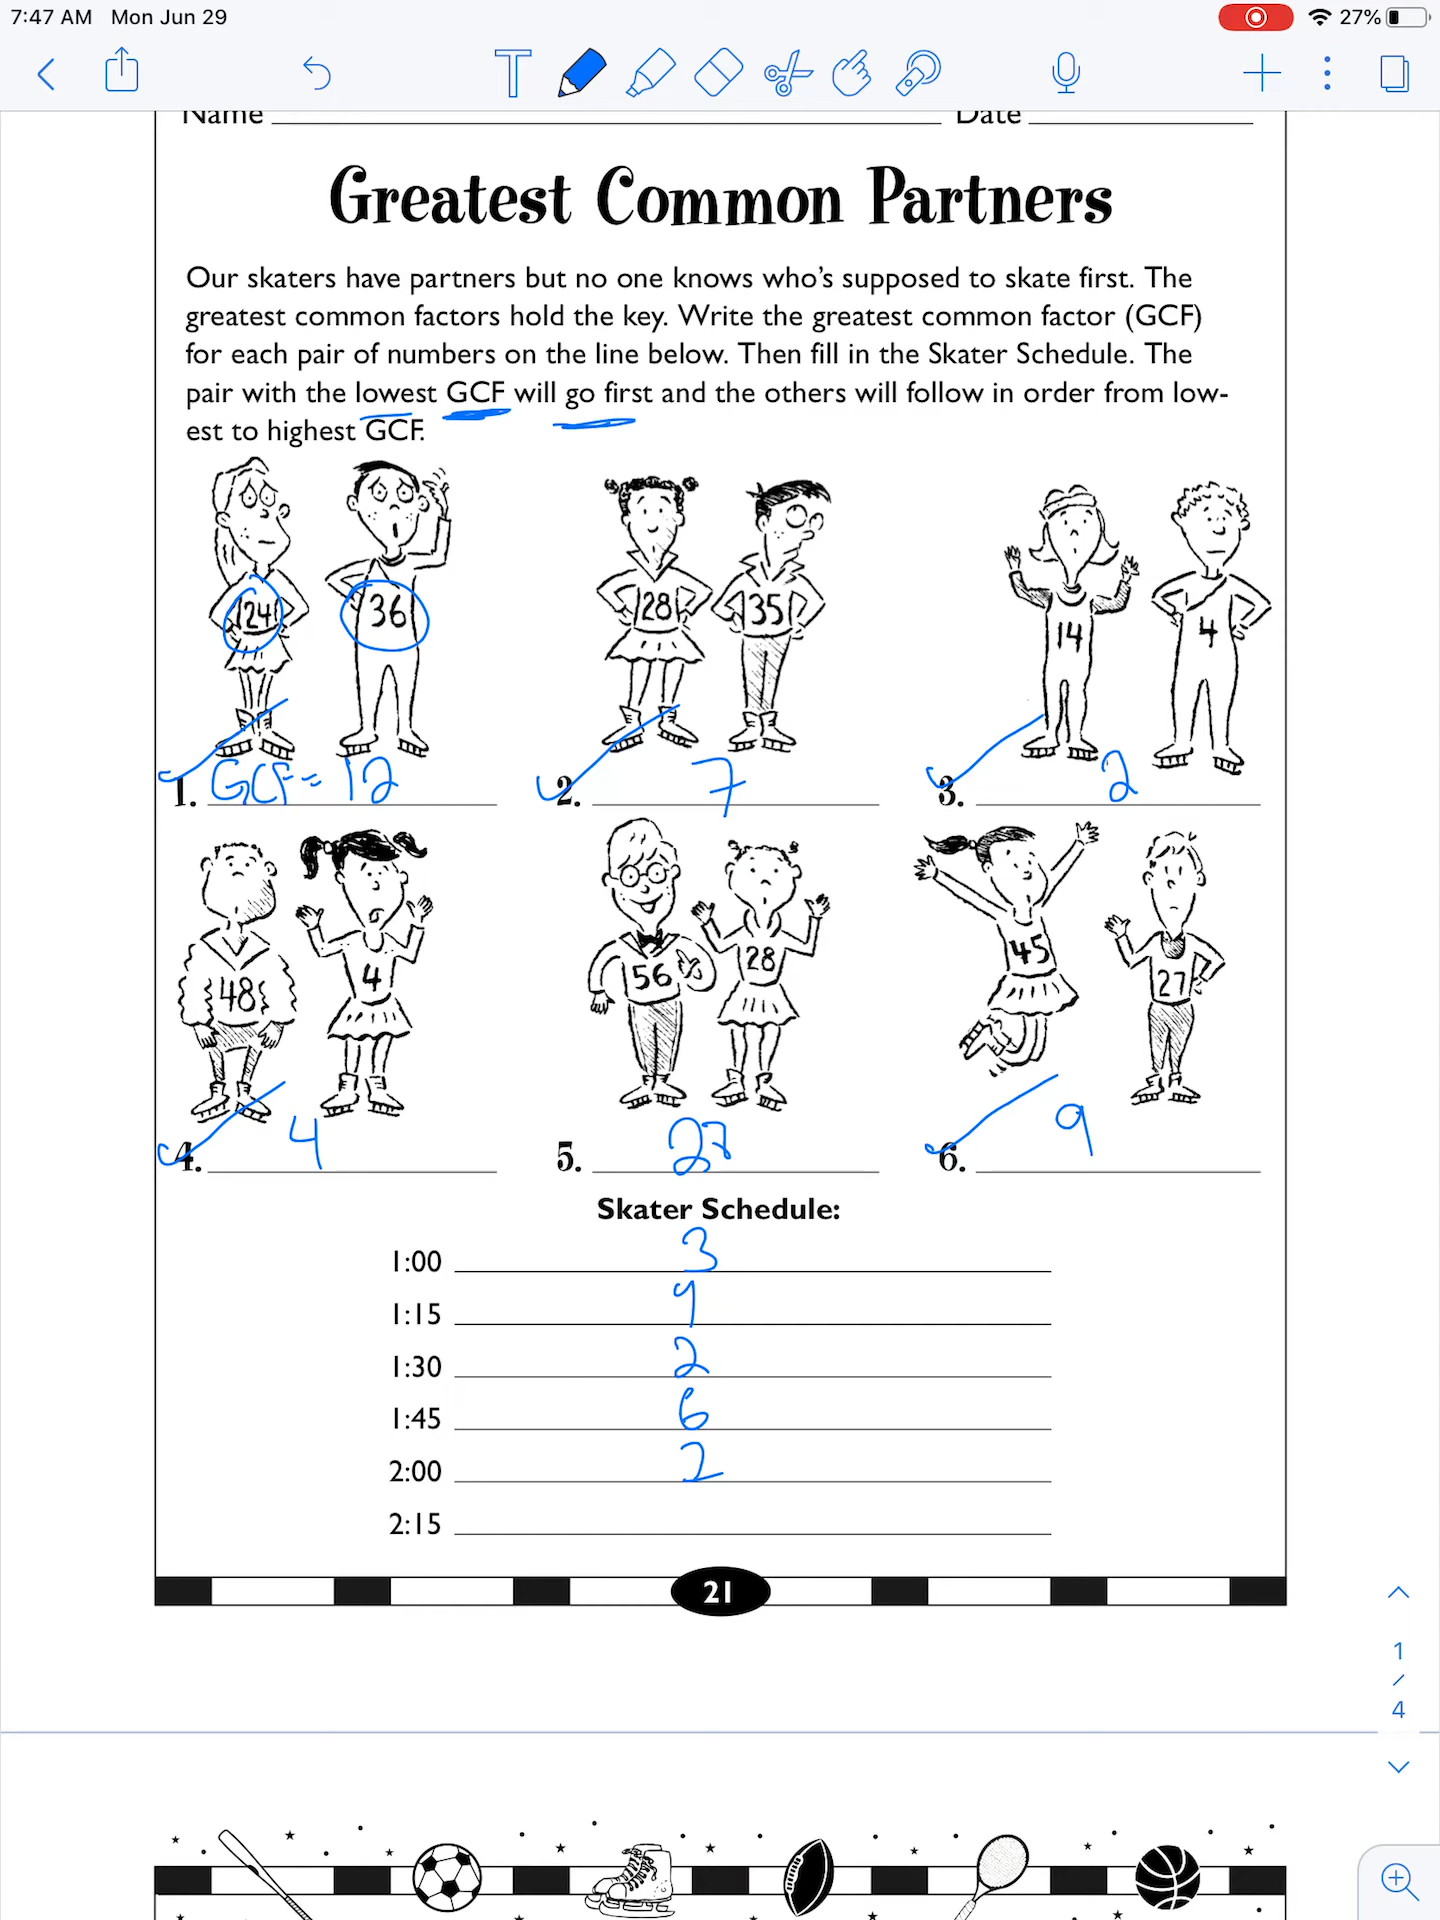 7:47 AM Mon Jun 29
27%
T
Name Date
Greatest Common Partners
Our skaters have partners but no one knows who's supposed to skate first. The
greatest common factors hold the key. Write the greatest common factor (GCF)
for each pair of numbers on the line below. Then fill in the Skater Schedule. The
pair with the lowest GCF will go first and the others will follow in order from low-
est to highest GCF.
24 36 28 35 14 4
1. GCF = 12 2. 7 3. 2
48 4 56 28 45 27
4. 4 5. 6. 9
Skater Schedule:
1:00 3
1:15
1:30 2
1:45 6
2:00 2
2:15
21
1
/
4